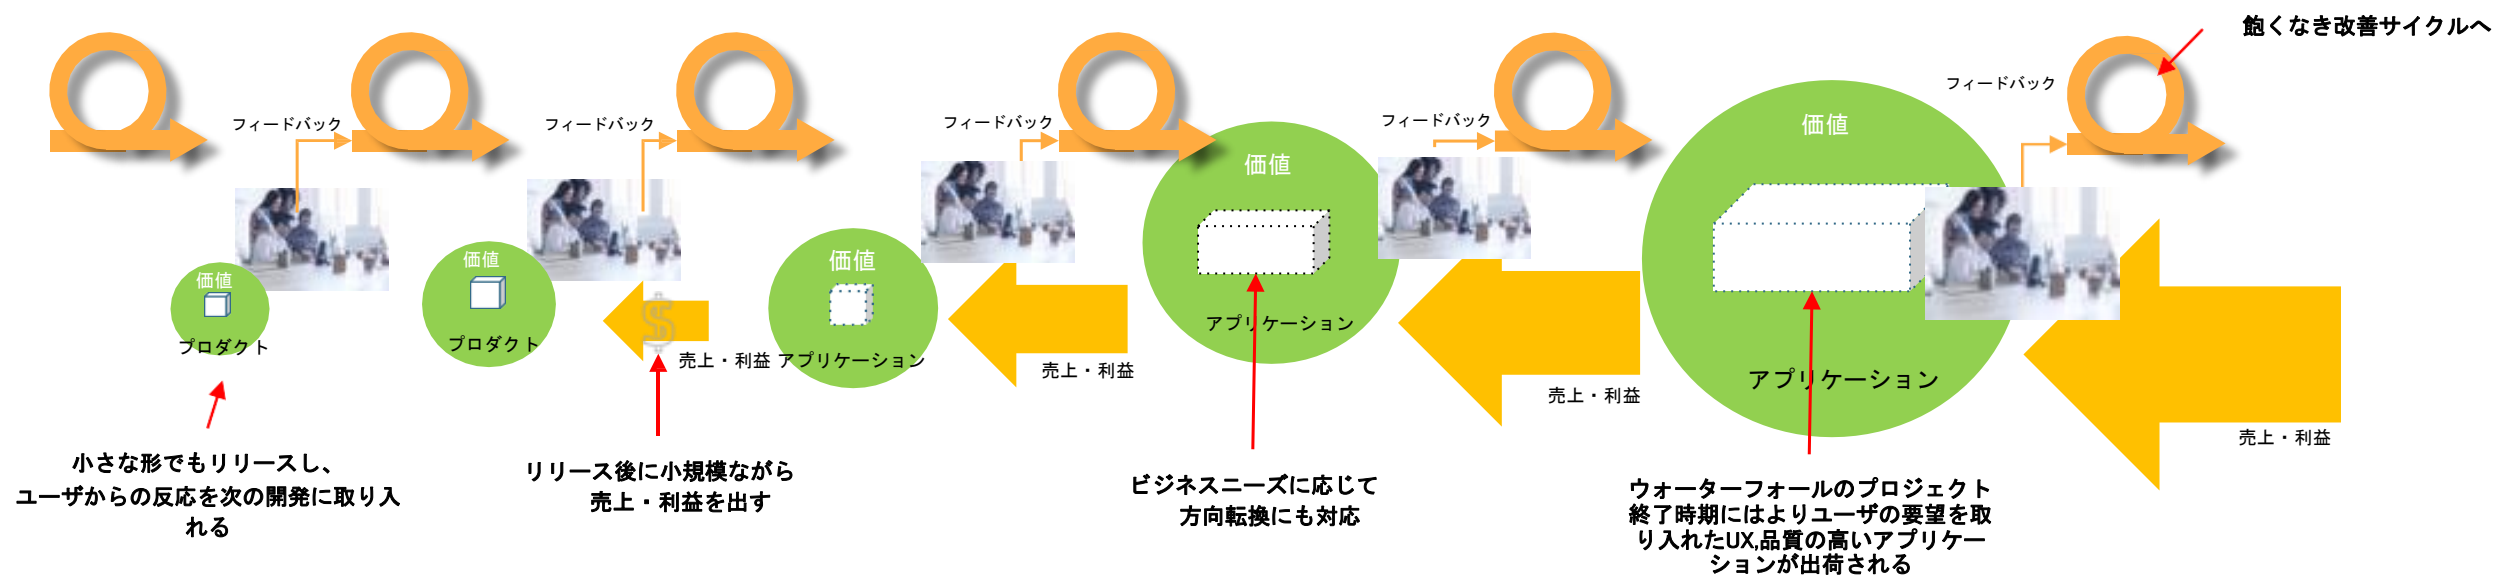 飽くなき改善サイクルへ
フィードバック
フィードバック
フィードバック
フィードバック
フィードバック
価値
プロダクト
価値
プロダクト
売上・利益
価値
アプリケーション
売上・利益
価値
アプリケーション
売上・利益
価値
アプリケーション
売上・利益
小さな形でもリリースし、
ユーザからの反応を次の開発に取り入
れる
リリース後に小規模ながら
売上・利益を出す
ビジネスニーズに応じて
方向転換にも対応
ウォーターフォールのプロジェクト
終了時期にはよりユーザの要望を取
り入れたUX,品質の高いアプリケー
ションが出荷される